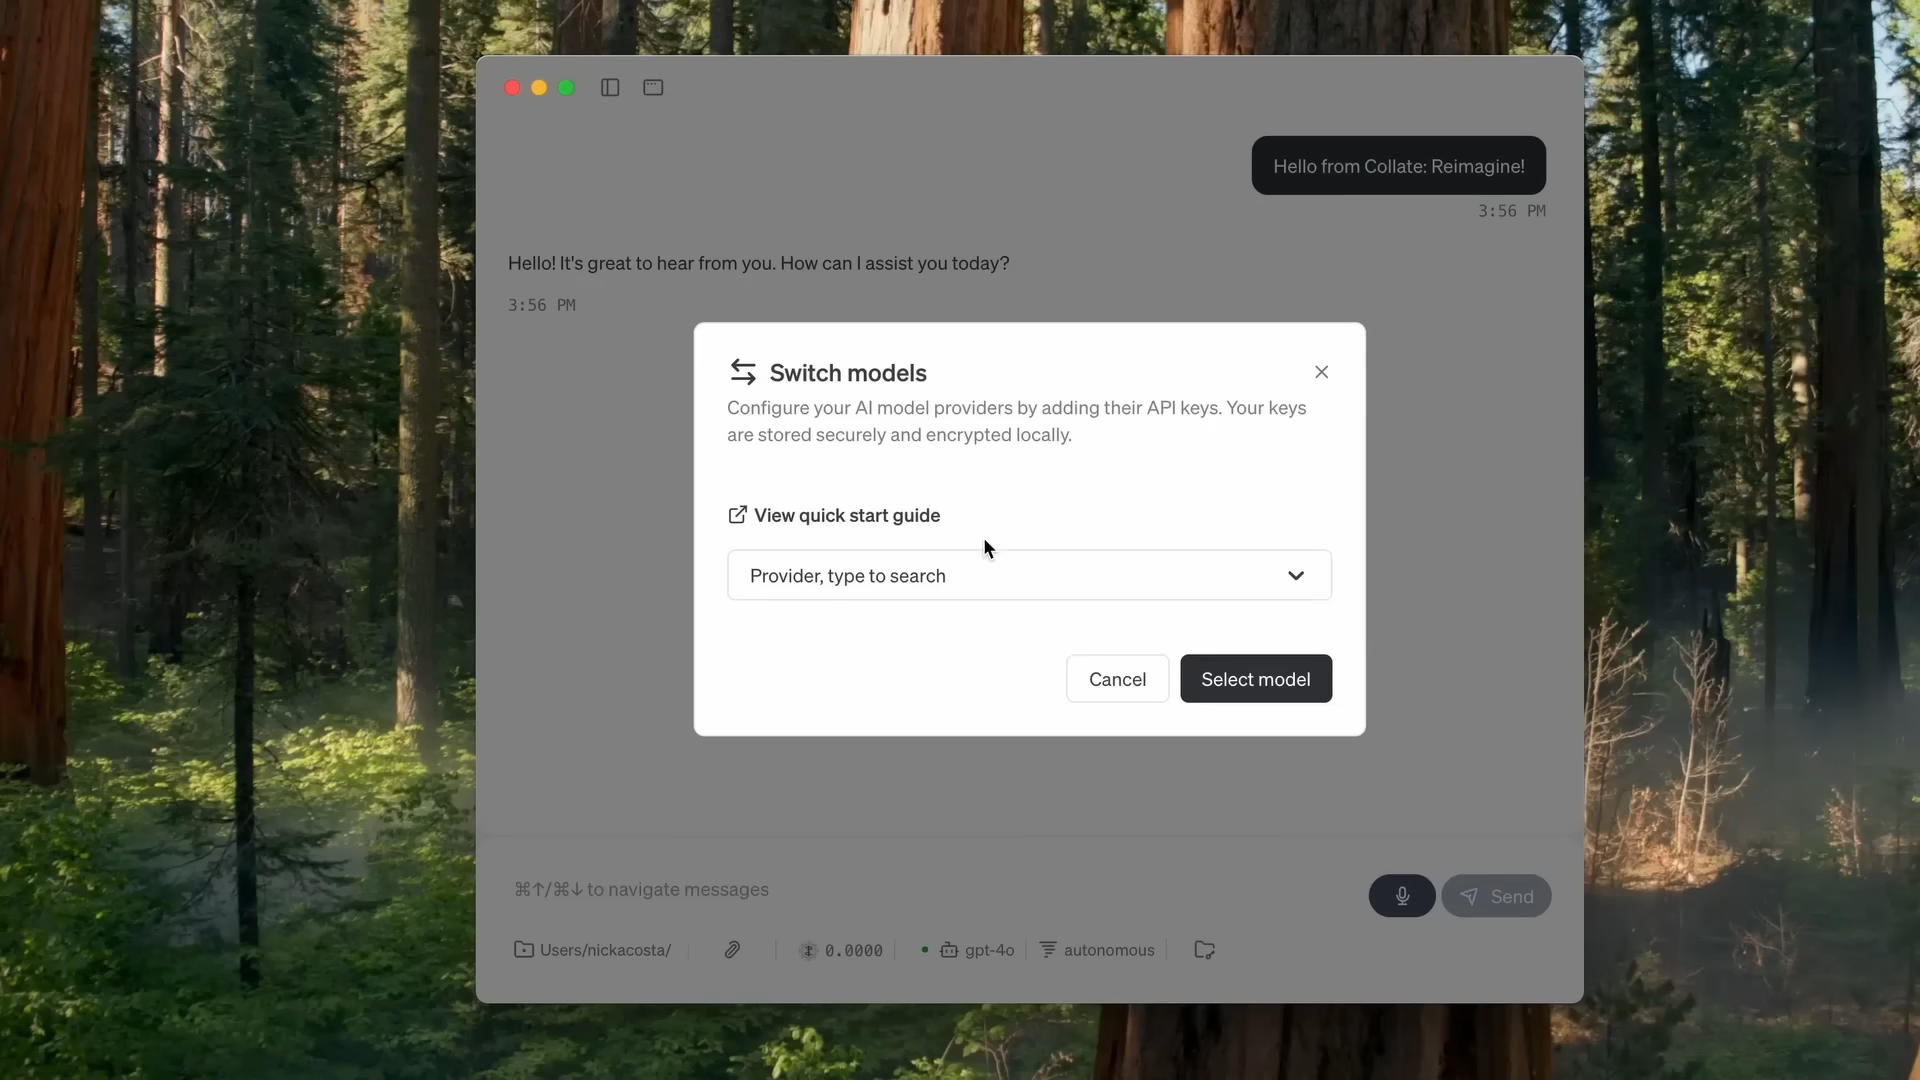 Hello from Collate: Reimagine!
3:56 PM
Hello! It's great to hear from you. How can I assist you today?
3:56 PM
Switch models
Configure your AI model providers by adding their API keys. Your keys
are stored securely and encrypted locally.
View quick start guide
Provider, type to search
Cancel
Select model
⌘↑/⌘↓ to navigate messages
Send
Users/nickacosta/
0.0000
gpt-4o
autonomous